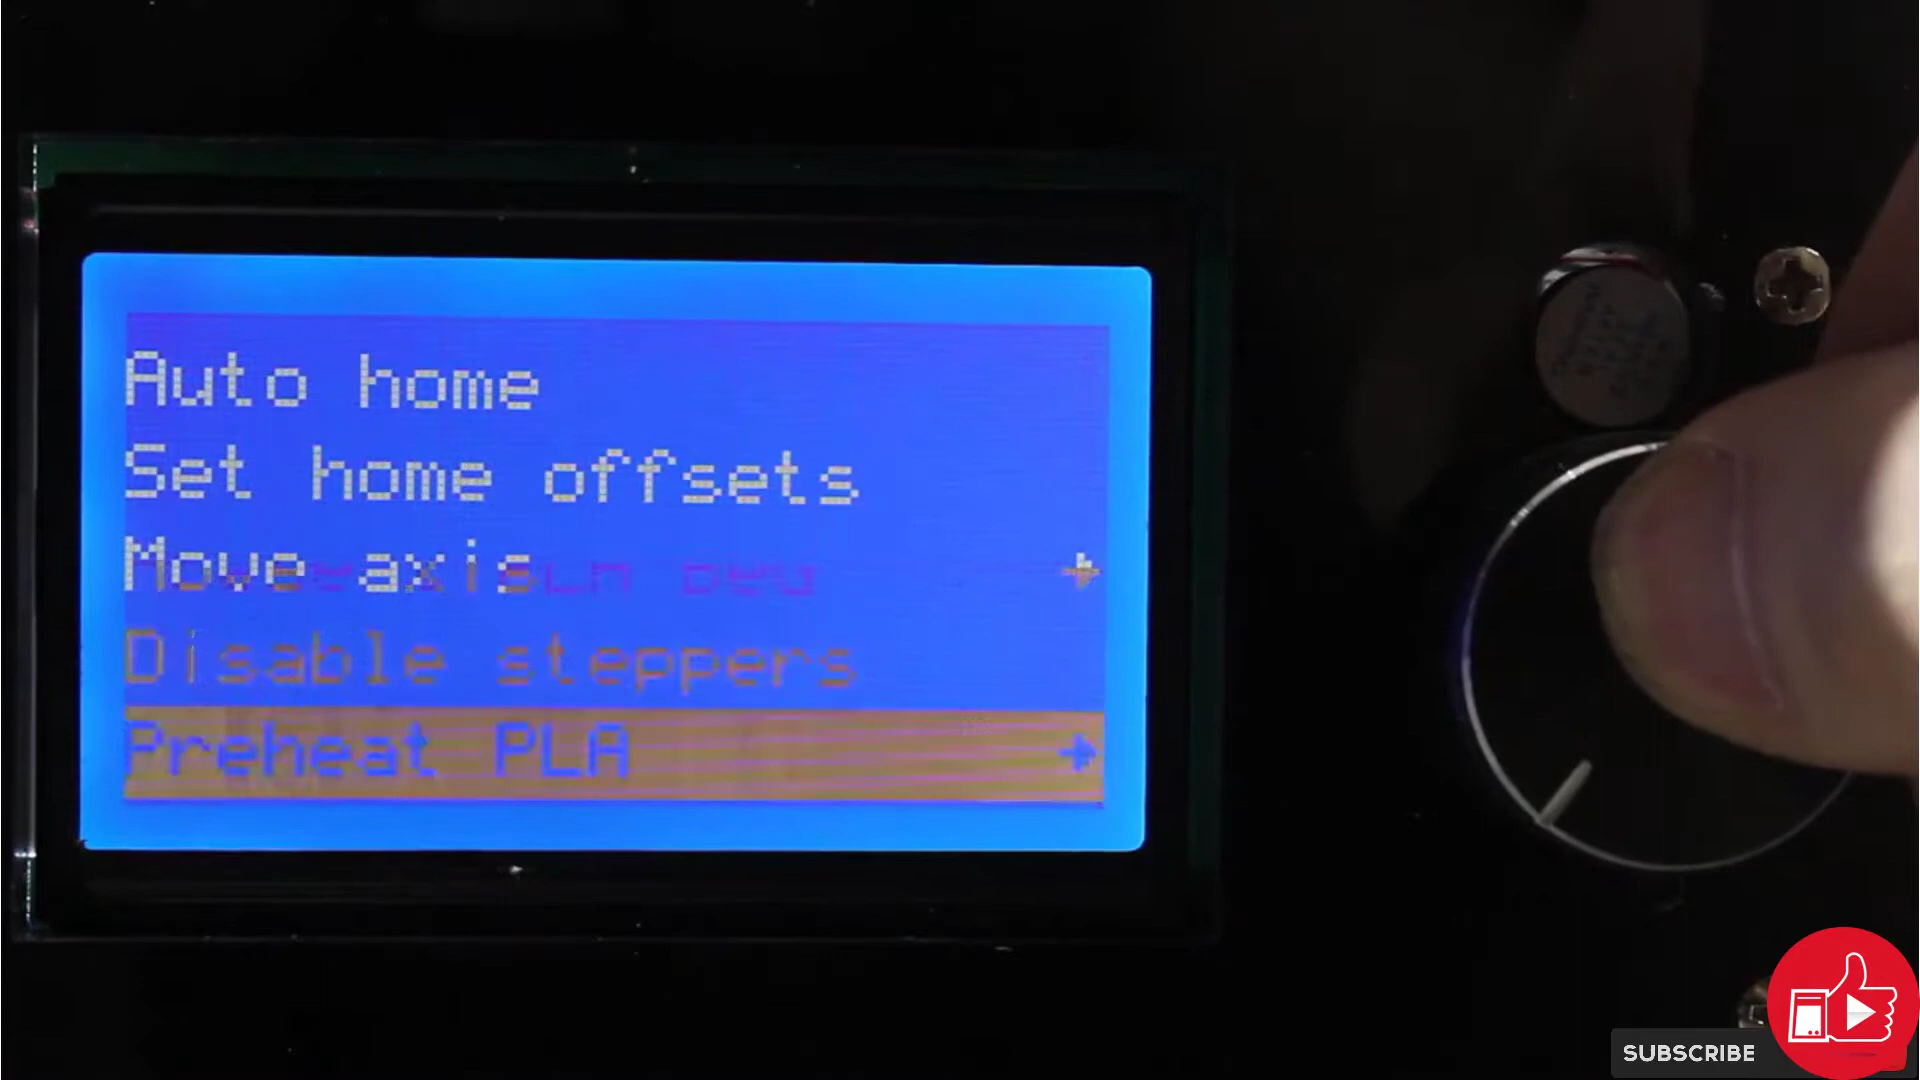 Auto home
Set home offsets
Move axis
Disable steppers
Preheat PLA
SUBSCRIBE